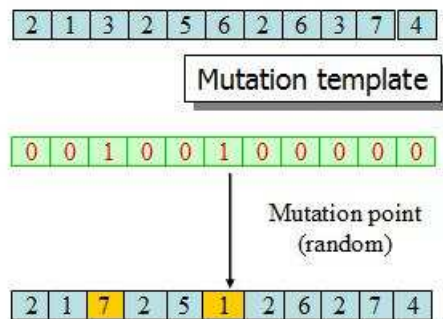 2 1 3 2 5 6 2 6 3 7 4
Mutation template
0 0 1 0 0 1 0 0 0 0 0
Mutation point
(random)
2 1 7 2 5 1 2 6 2 7 4